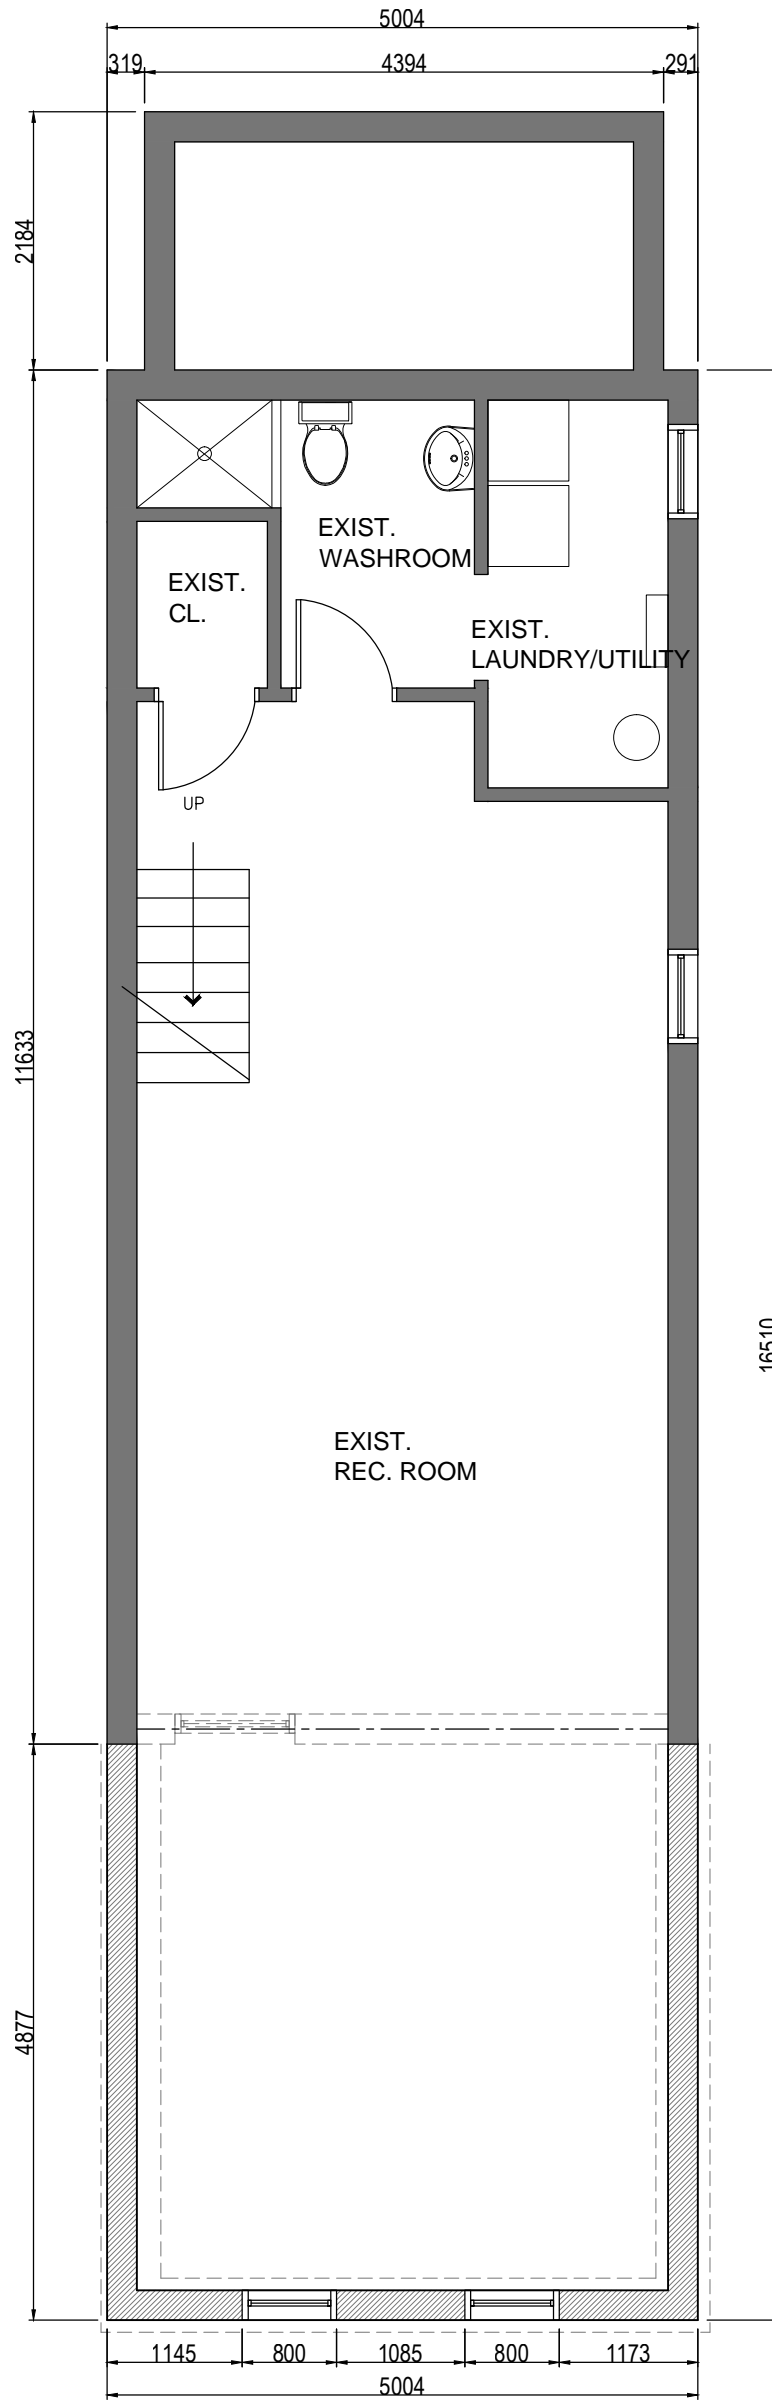 5004
319
4394
291
2184
EXIST.
WASHROOM
EXIST.
CL.
EXIST.
LAUNDRY/UTILITY
UP
11633
16510
EXIST.
REC. ROOM
4877
1145
800
1085
800
1173
5004